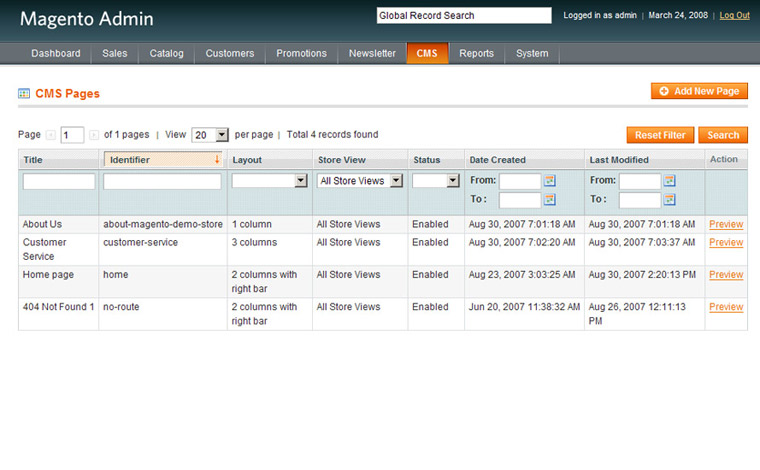 Magento Admin
Global Record Search
Logged in as admin | March 24, 2008 | Log Out
Dashboard Sales Catalog Customers Promotions Newsletter CMS Reports System
CMS Pages
Add New Page
Page 1 of 1 pages | View 20 per page | Total 4 records found
Reset Filter Search
Title Identifier Layout Store View Status Date Created Last Modified Action
All Store Views From: From:
To : To :
About Us about-magento-demo-store 1 column All Store Views Enabled Aug 30, 2007 7:01:18 AM Aug 30, 2007 7:01:18 AM Preview
Customer customer-service 3 columns All Store Views Enabled Aug 30, 2007 7:02:20 AM Aug 30, 2007 7:03:37 AM Preview
Service
Home page home 2 columns with All Store Views Enabled Aug 23, 2007 3:03:25 AM Aug 30, 2007 2:20:13 PM Preview
right bar
404 Not Found 1 no-route 2 columns with All Store Views Enabled Jun 20, 2007 11:38:32 AM Aug 26, 2007 12:11:13 Preview
right bar PM